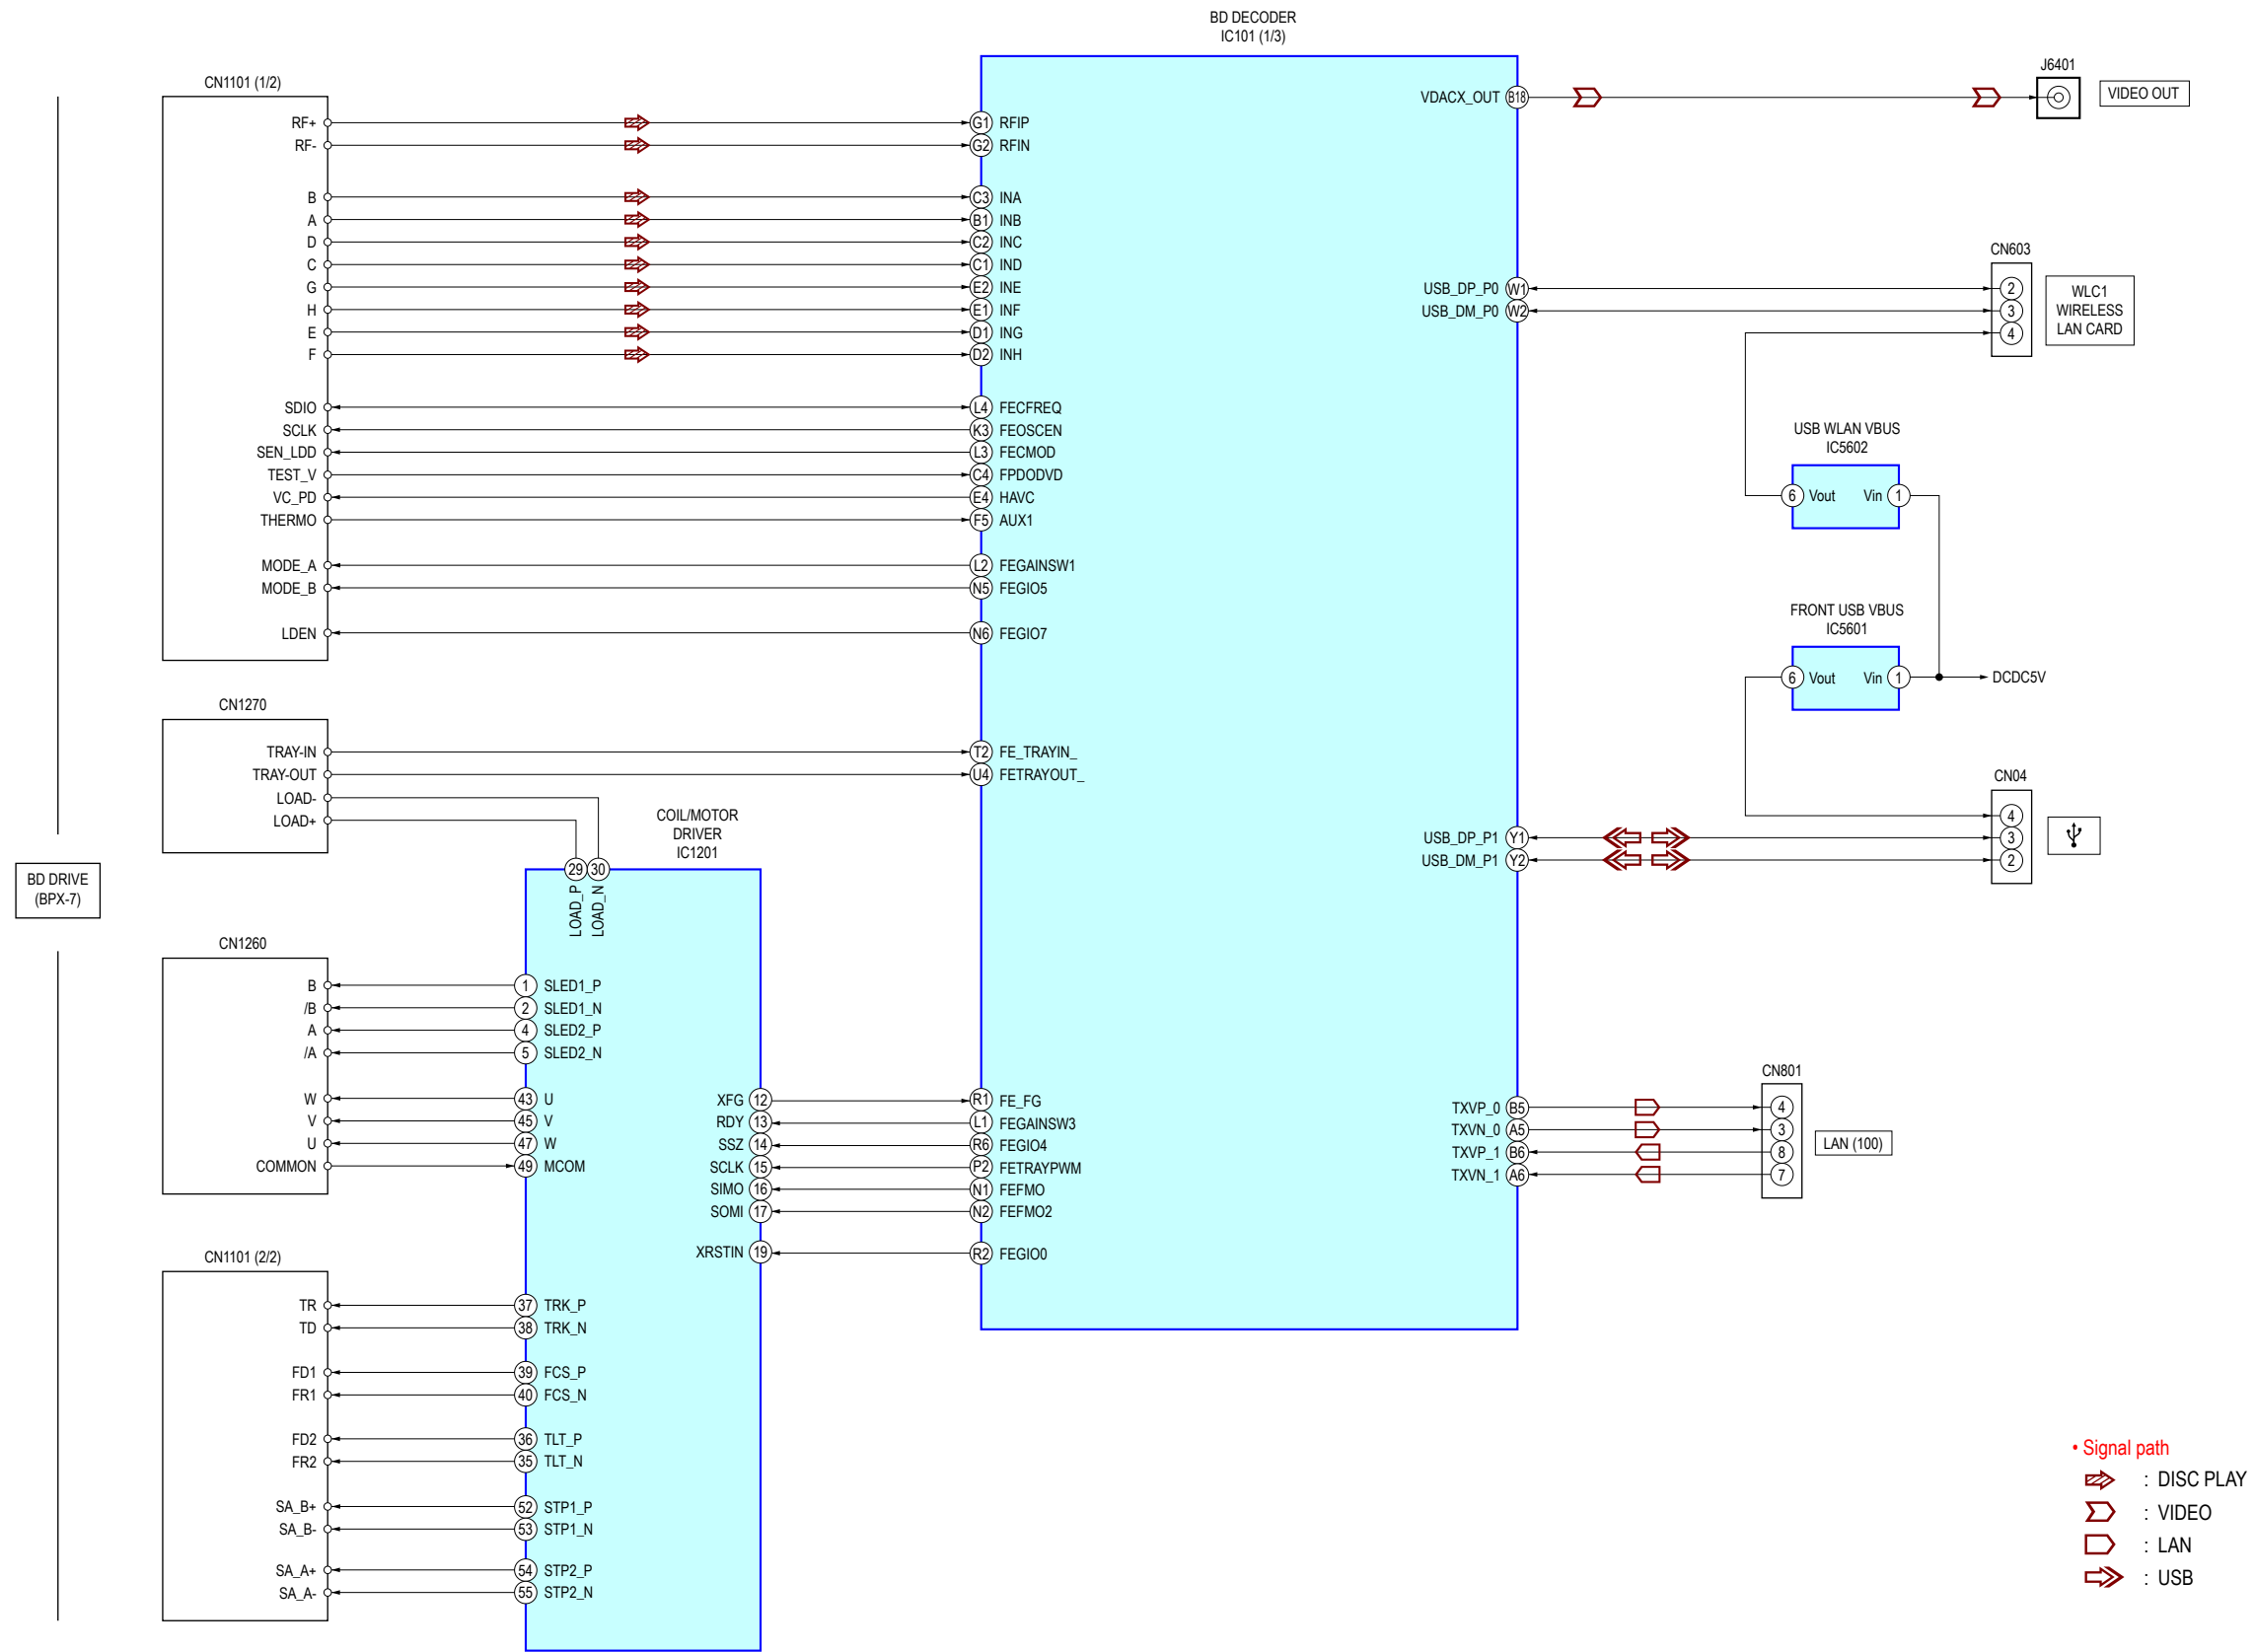 BD DECODER
IC101 (1/3)
CN1101 (1/2)
RF+
RF-
B
A
D
C
G
H
E
F
SDIO
SCLK
SEN_LDD
TEST_V
VC_PD
THERMO
MODE_A
MODE_B
LDEN
G1 RFIP
G2 RFIN
C3 INA
B1 INB
C2 INC
C1 IND
E2 INE
E1 INF
D1 ING
D2 INH
L4 FECFREQ
K3 FEOSCEN
L3 FECMOD
C4 FPDODVD
E4 HAVC
F5 AUX1
L2 FEGAINSW1
N5 FEGIO5
N6 FEGIO7
CN1270
TRAY-IN
TRAY-OUT
LOAD-
LOAD+
T2 FE_TRAYIN_
U4 FETRAYOUT_
COIL/MOTOR
DRIVER
IC1201
29 30
LOAD_P
LOAD_N
BD DRIVE
(BPX-7)
CN1260
B
/B
A
/A
W
V
U
COMMON
1 SLED1_P
2 SLED1_N
4 SLED2_P
5 SLED2_N
43 U
45 V
47 W
49 MCOM
XFG 12
RDY 13
SSZ 14
SCLK 15
SIMO 16
SOMI 17
XRSTIN 19
R1 FE_FG
L1 FEGAINSW3
R6 FEGIO4
P2 FETRAYPWM
N1 FEFMO
N2 FEFMO2
R2 FEGIO0
CN1101 (2/2)
TR
TD
FD1
FR1
FD2
FR2
SA_B+
SA_B-
SA_A+
SA_A-
37 TRK_P
38 TRK_N
39 FCS_P
40 FCS_N
36 TLT_P
35 TLT_N
52 STP1_P
53 STP1_N
54 STP2_P
55 STP2_N
VDACX_OUT B18
J6401
VIDEO OUT
USB_DP_P0 W1
USB_DM_P0 W2
CN603
2
3
4
WLC1
WIRELESS
LAN CARD
USB WLAN VBUS
IC5602
6 Vout Vin 1
FRONT USB VBUS
IC5601
6 Vout Vin 1
DCDC5V
CN04
4
3
2
USB_DP_P1 Y1
USB_DM_P1 Y2
CN801
4
3
8
7
TXVP_0 B5
TXVN_0 A5
TXVP_1 B6
TXVN_1 A6
LAN (100)
• Signal path
: DISC PLAY
: VIDEO
: LAN
: USB